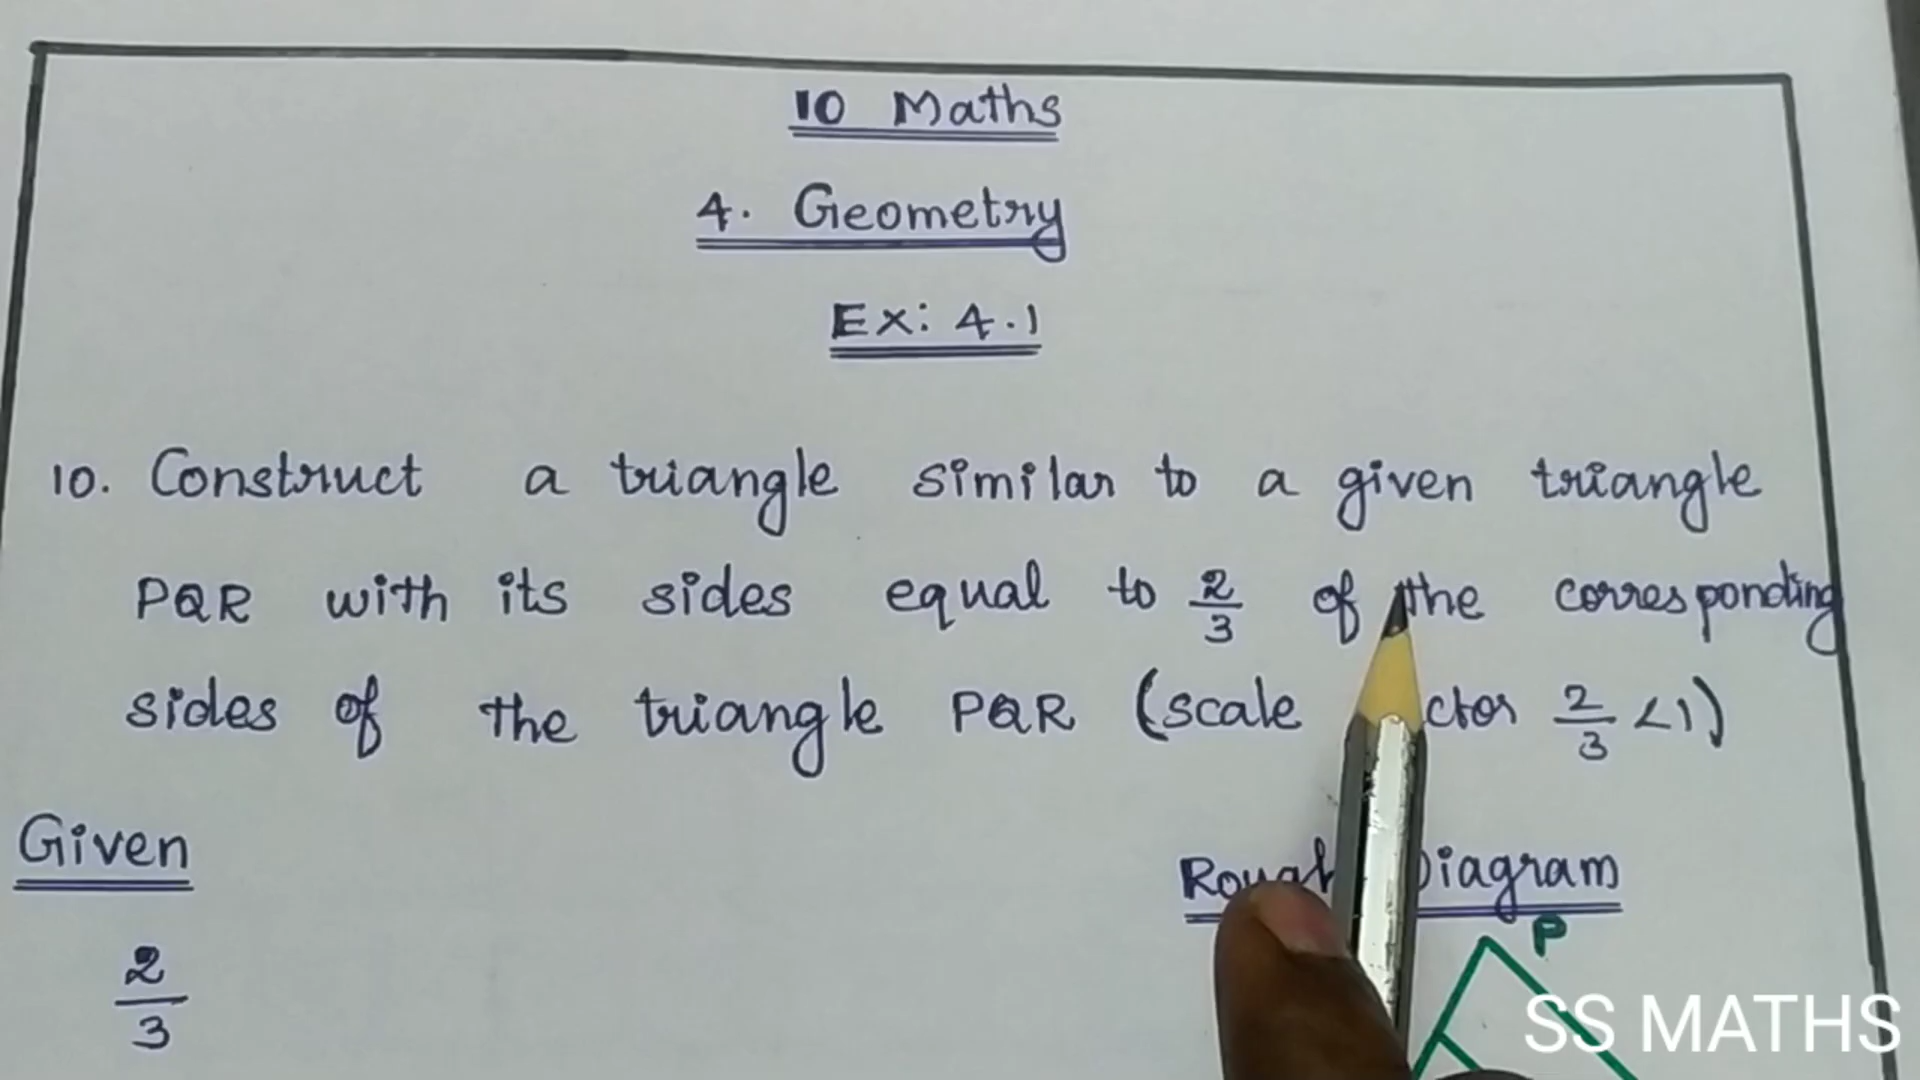 10 Maths
4. Geometry
Ex: 4.1
10. Construct a triangle similar to a given triangle
PQR with its sides equal to 2/3 of the corresponding
sides of the triangle PQR (scale ctor 2/3 <1)
Given
Rough Diagram
2/3
P
SS MATHS